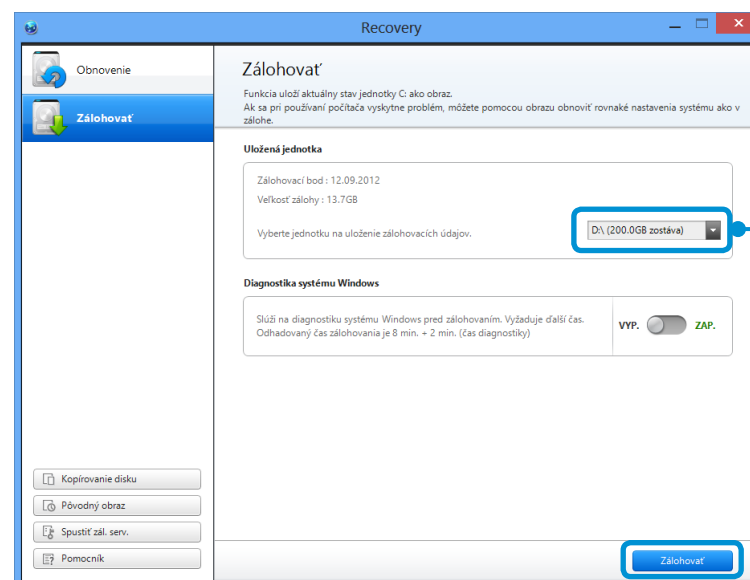 Recovery
Obnovenie
Zálohovať
Zálohovať
Funkcia uloží aktuálny stav jednotky C: ako obraz.
Ak sa pri používaní počítača vyskytne problém, môžete pomocou obrazu obnoviť rovnaké nastavenia systému ako v
zálohe.
Uložená jednotka
Zálohovací bod : 12.09.2012
Veľkosť zálohy : 13.7GB
Vyberte jednotku na uloženie zálohovacích údajov.
D:\ (200.0GB zostáva)
Diagnostika systému Windows
Slúži na diagnostiku systému Windows pred zálohovaním. Vyžaduje ďalší čas.
Odhadovaný čas zálohovania je 8 min. + 2 min. (čas diagnostiky)
VYP. ZAP.
Kopírovanie disku
Pôvodný obraz
Spustiť zál. serv.
Pomocník
Zálohovať